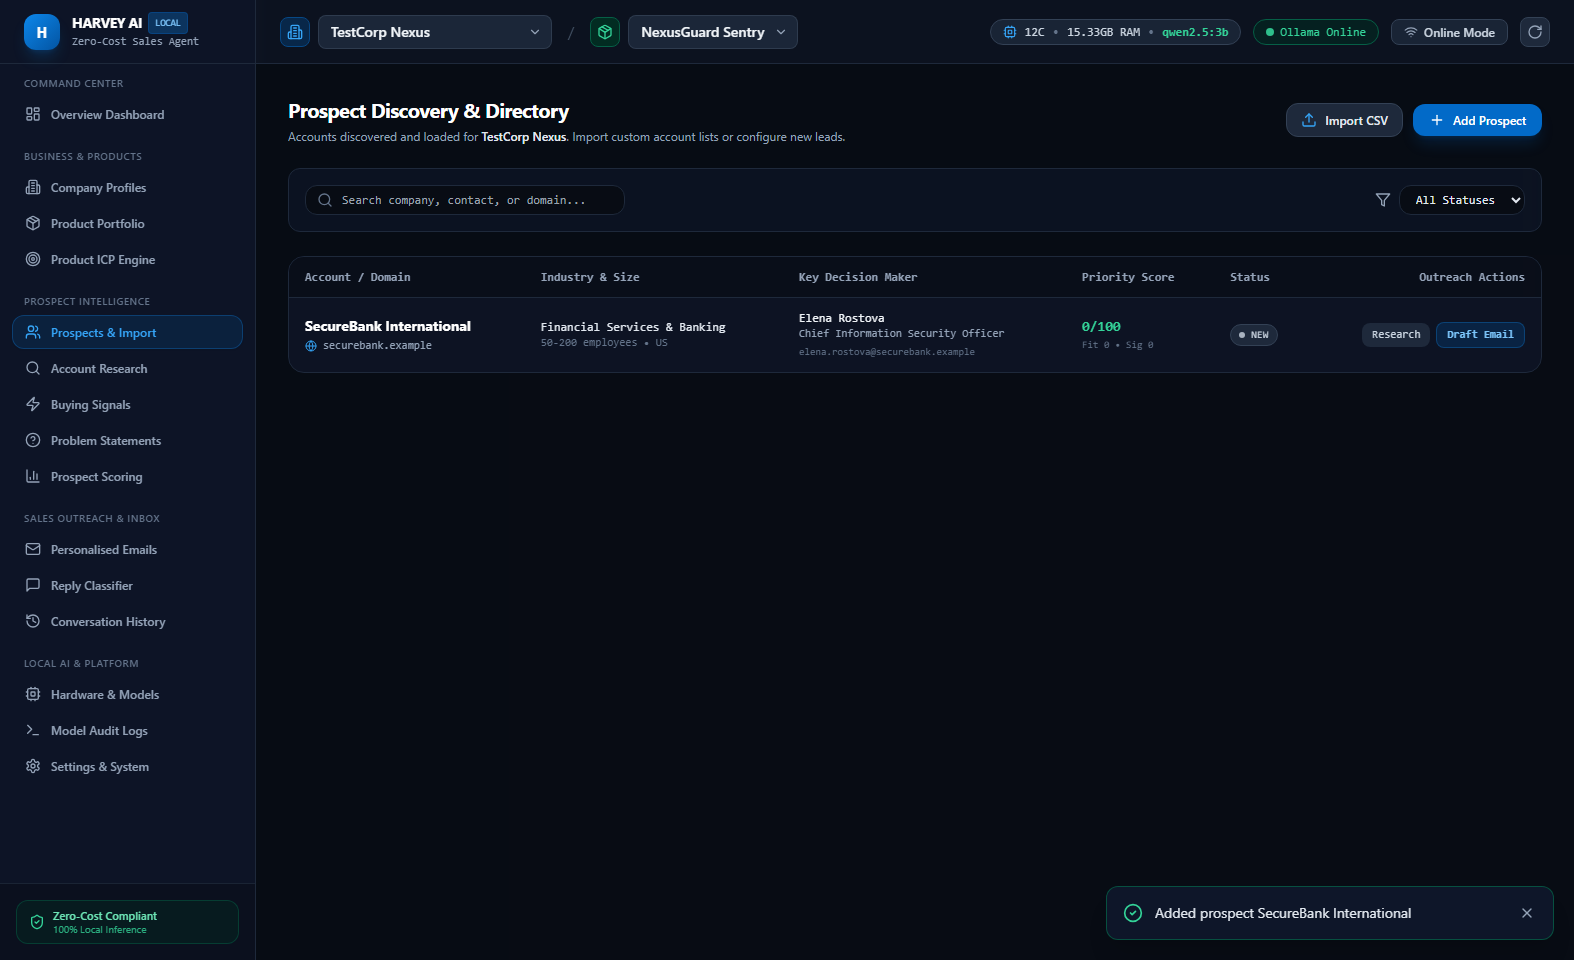 H
HARVEY AI LOCAL
Zero-Cost Sales Agent
TestCorp Nexus
/
NexusGuard Sentry
12C • 15.33GB RAM • qwen2.5:3b
Ollama Online
Online Mode
COMMAND CENTER
Overview Dashboard
BUSINESS & PRODUCTS
Company Profiles
Product Portfolio
Product ICP Engine
PROSPECT INTELLIGENCE
Prospects & Import
Account Research
Buying Signals
Problem Statements
Prospect Scoring
SALES OUTREACH & INBOX
Personalised Emails
Reply Classifier
Conversation History
LOCAL AI & PLATFORM
Hardware & Models
Model Audit Logs
Settings & System
Zero-Cost Compliant
100% Local Inference
Prospect Discovery & Directory
Accounts discovered and loaded for TestCorp Nexus. Import custom account lists or configure new leads.
Import CSV
Add Prospect
Search company, contact, or domain...
All Statuses
Account / Domain
Industry & Size
Key Decision Maker
Priority Score
Status
Outreach Actions
SecureBank International
securebank.example
Financial Services & Banking
50-200 employees • US
Elena Rostova
Chief Information Security Officer
elena.rostova@securebank.example
0/100
Fit 0 • Sig 0
NEW
Research
Draft Email
Added prospect SecureBank International